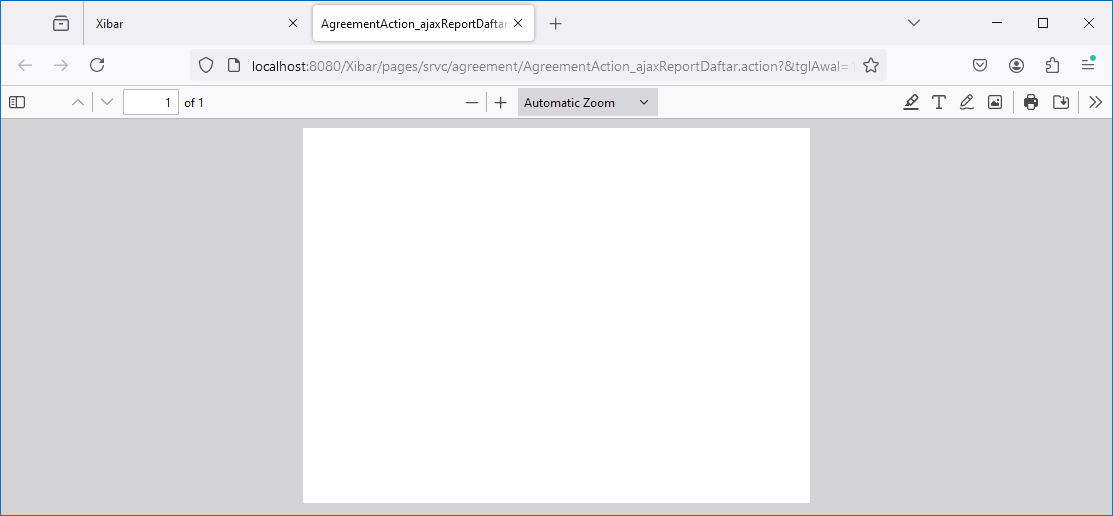 Xibar
AgreementAction_ajaxReportDaftar
localhost:8080/Xibar/pages/srvc/agreement/AgreementAction_ajaxReportDaftar.action?&tglAwal=
1 of 1
Automatic Zoom